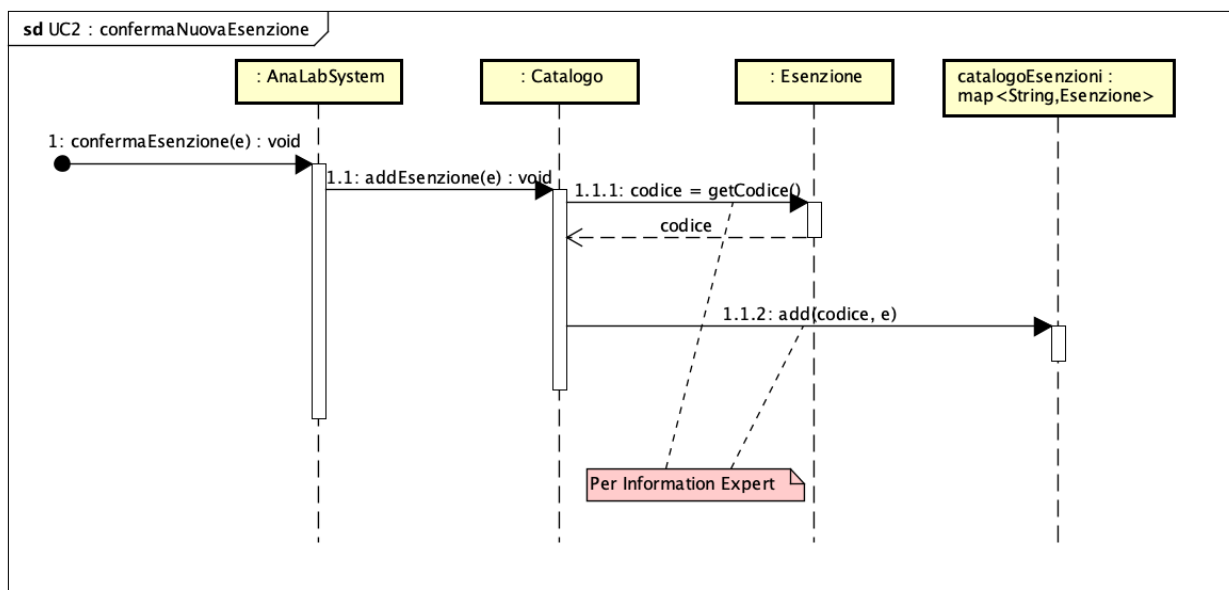 sd UC2 : confermaNuovaEsenzione
: AnaLabSystem
: Catalogo
: Esenzione
catalogoEsenzioni :
map<String,Esenzione>
1: confermaEsenzione(e) : void
1.1: addEsenzione(e) : void
1.1.1: codice = getCodice()
codice
1.1.2: add(codice, e)
Per Information Expert